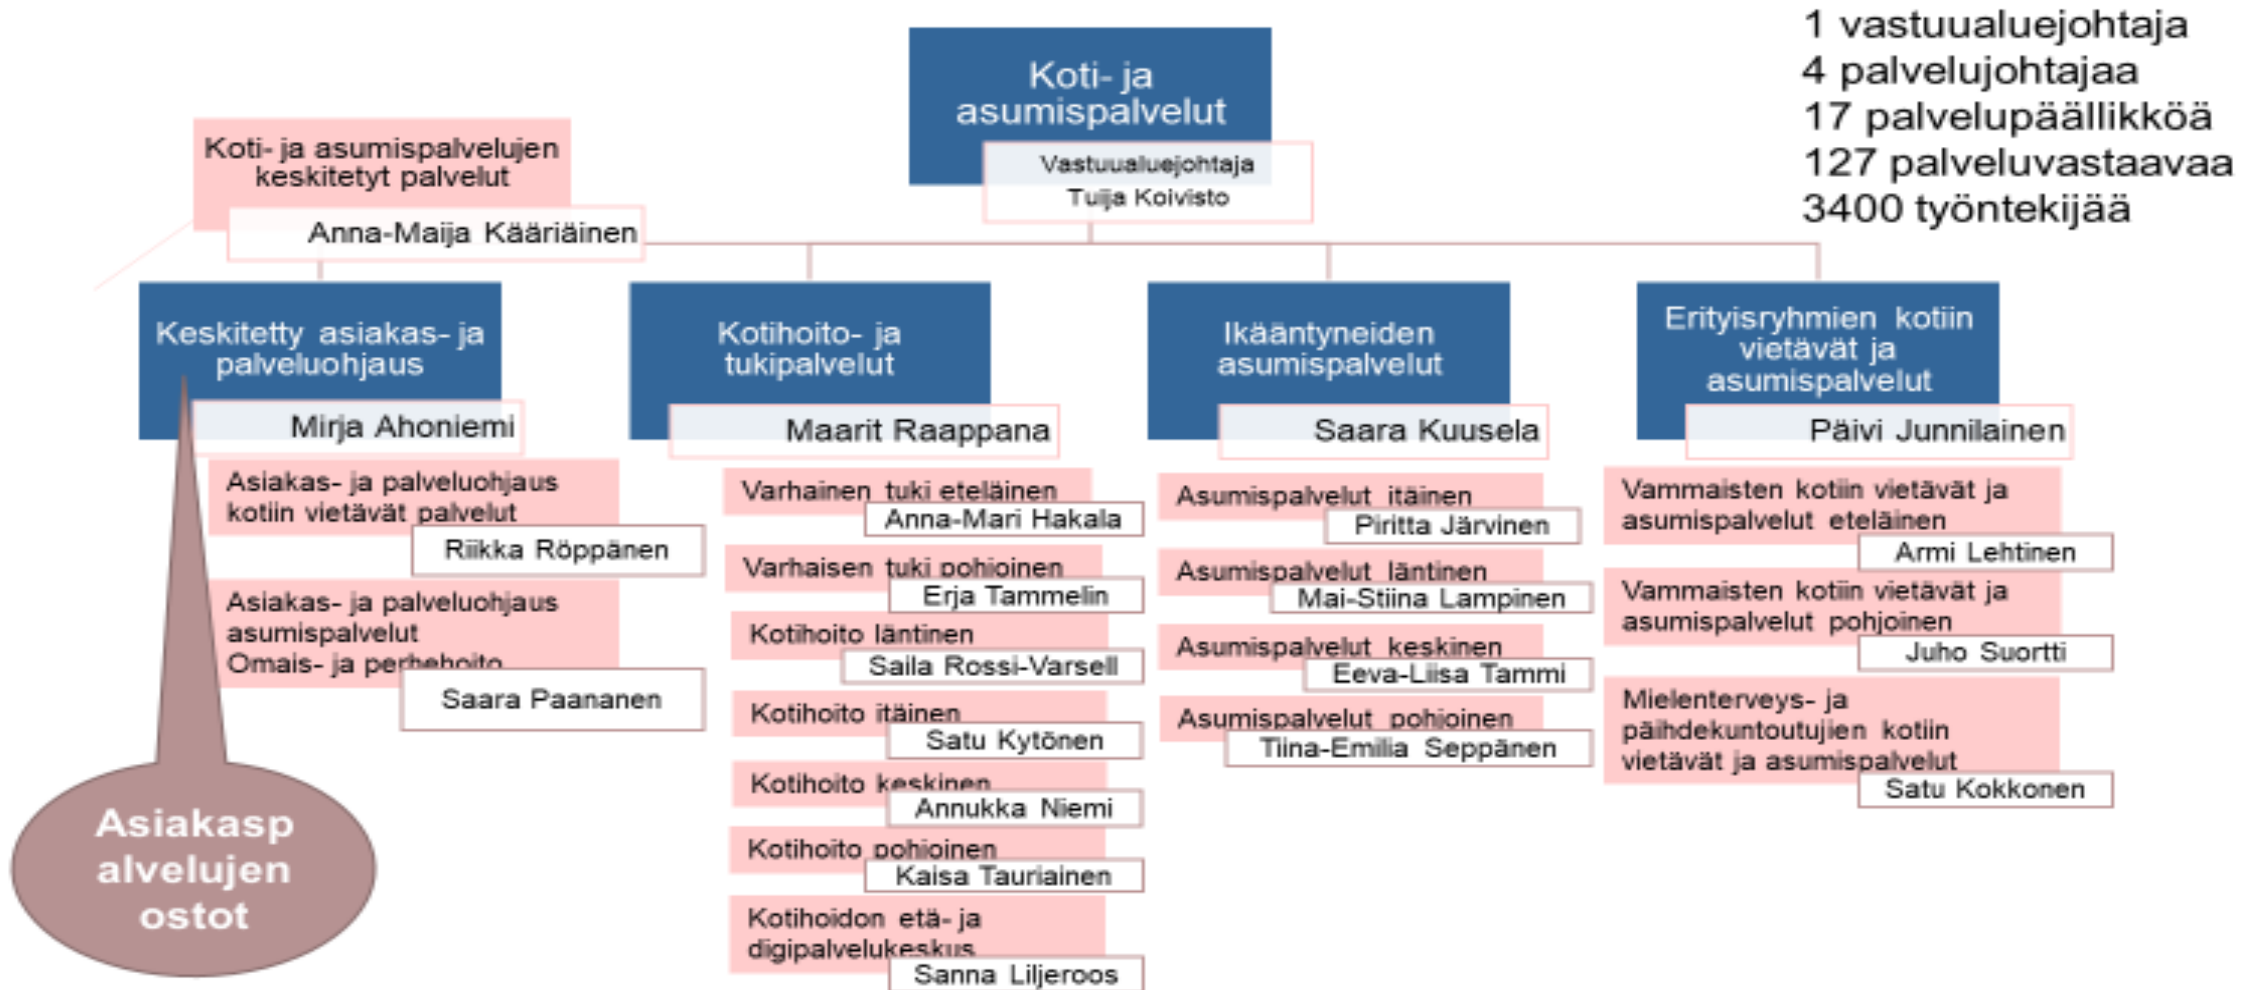 1 vastuualuejohtaja
4 palvelujohtajaa
17 palvelupäällikköä
127 palveluvastaavaa
3400 työntekijää
Koti- ja
asumispalvelut
Vastuualuejohtaja
Tuija Koivisto
Koti- ja asumispalvelujen
keskitetyt palvelut
Anna-Maija Kääriäinen
Keskitetty asiakas- ja
palveluohjaus
Mirja Ahoniemi
Asiakas- ja palveluohjaus
kotiin vietävät palvelut
Riikka Röppänen
Asiakas- ja palveluohjaus
asumispalvelut
Omais- ja perhehoito
Saara Paananen
Asiakasp
alvelujen
ostot
Kotihoito- ja
tukipalvelut
Maarit Raappana
Varhainen tuki eteläinen
Anna-Mari Hakala
Varhaisen tuki pohjoinen
Erja Tammelin
Kotihoito läntinen
Saila Rossi-Varsell
Kotihoito itäinen
Satu Kytönen
Kotihoito keskinen
Annukka Niemi
Kotihoito pohjoinen
Kaisa Tauriainen
Kotihoidon etä- ja
digipalvelukeskus
Sanna Liljeroos
Ikääntyneiden
asumispalvelut
Saara Kuusela
Asumispalvelut itäinen
Piritta Järvinen
Asumispalvelut läntinen
Mai-Stiina Lampinen
Asumispalvelut keskinen
Eeva-Liisa Tammi
Asumispalvelut pohjoinen
Tiina-Emilia Seppänen
Erityisryhmien kotiin
vietävät ja
asumispalvelut
Päivi Junnilainen
Vammaisten kotiin vietävät ja
asumispalvelut eteläinen
Armi Lehtinen
Vammaisten kotiin vietävät ja
asumispalvelut pohjoinen
Juho Suortti
Mielenterveys- ja
päihdekuntoutujien kotiin
vietävät ja asumispalvelut
Satu Kokkonen